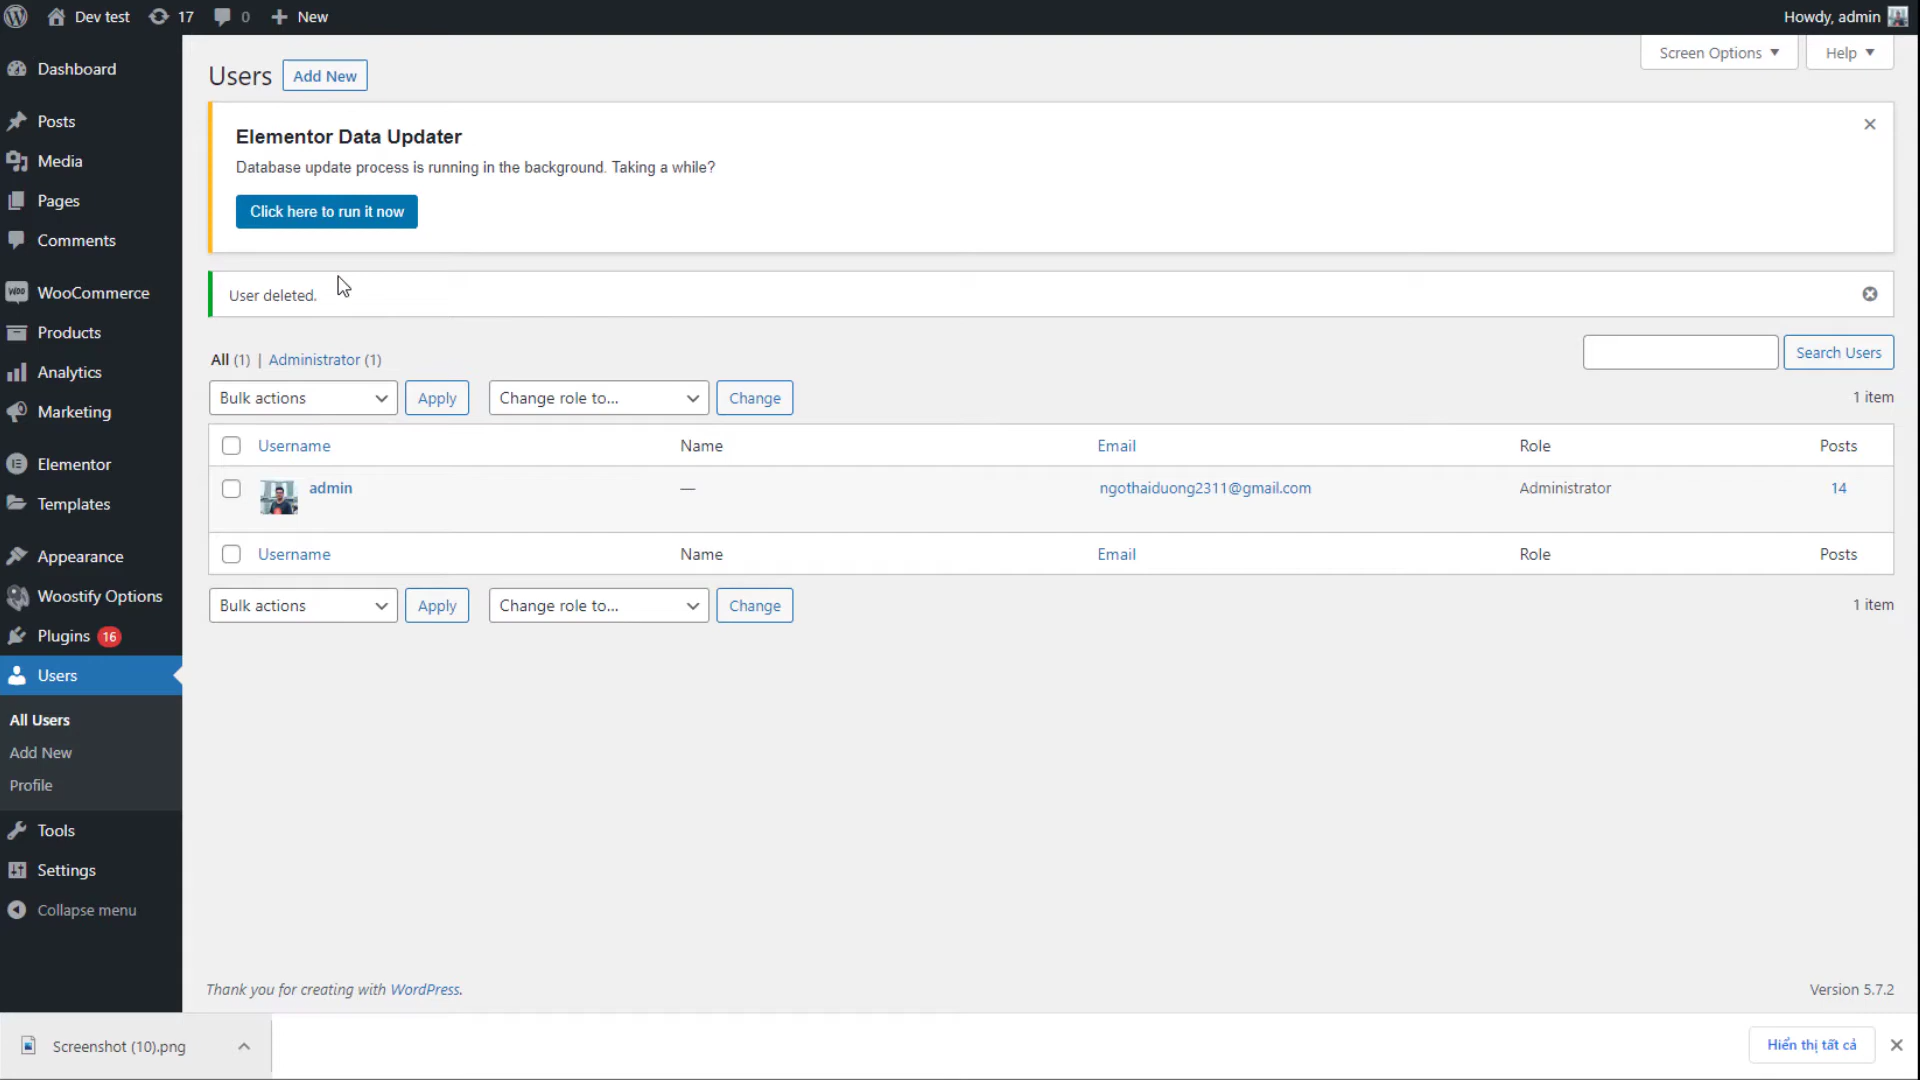 Dev test 17 0 New Howdy, admin
Dashboard
Posts
Media
Pages
Comments
WooCommerce
Products
Analytics
Marketing
Elementor
Templates
Appearance
Woostify Options
Plugins 16
Users
All Users
Add New
Profile
Tools
Settings
Collapse menu
Screen Options Help
Users Add New
Elementor Data Updater
Database update process is running in the background. Taking a while?
Click here to run it now
User deleted.
All (1) | Administrator (1)
Search Users
Bulk actions Apply Change role to... Change 1 item
Username Name Email Role Posts
admin — ngothaiduong2311@gmail.com Administrator 14
Username Name Email Role Posts
Bulk actions Apply Change role to... Change 1 item
Thank you for creating with WordPress. Version 5.7.2
Screenshot (10).png Hiển thị tất cả